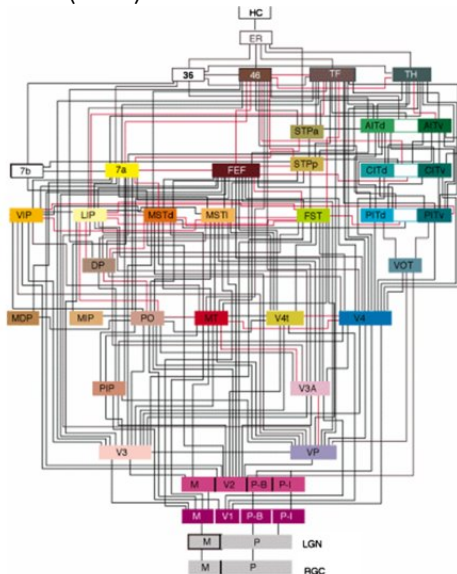 HC
ER
36 46 TF TH
STPa AITd AITv
STPp
7b 7a FEF CITd CITv
VIP LIP MSTd MSTl FST PITd PITv
DP VOT
MDP MIP PO MT V4t V4
PIP V3A
V3 VP
M V2 P-B P-I
M V1 P-B P-I
M P LGN
M P RGC